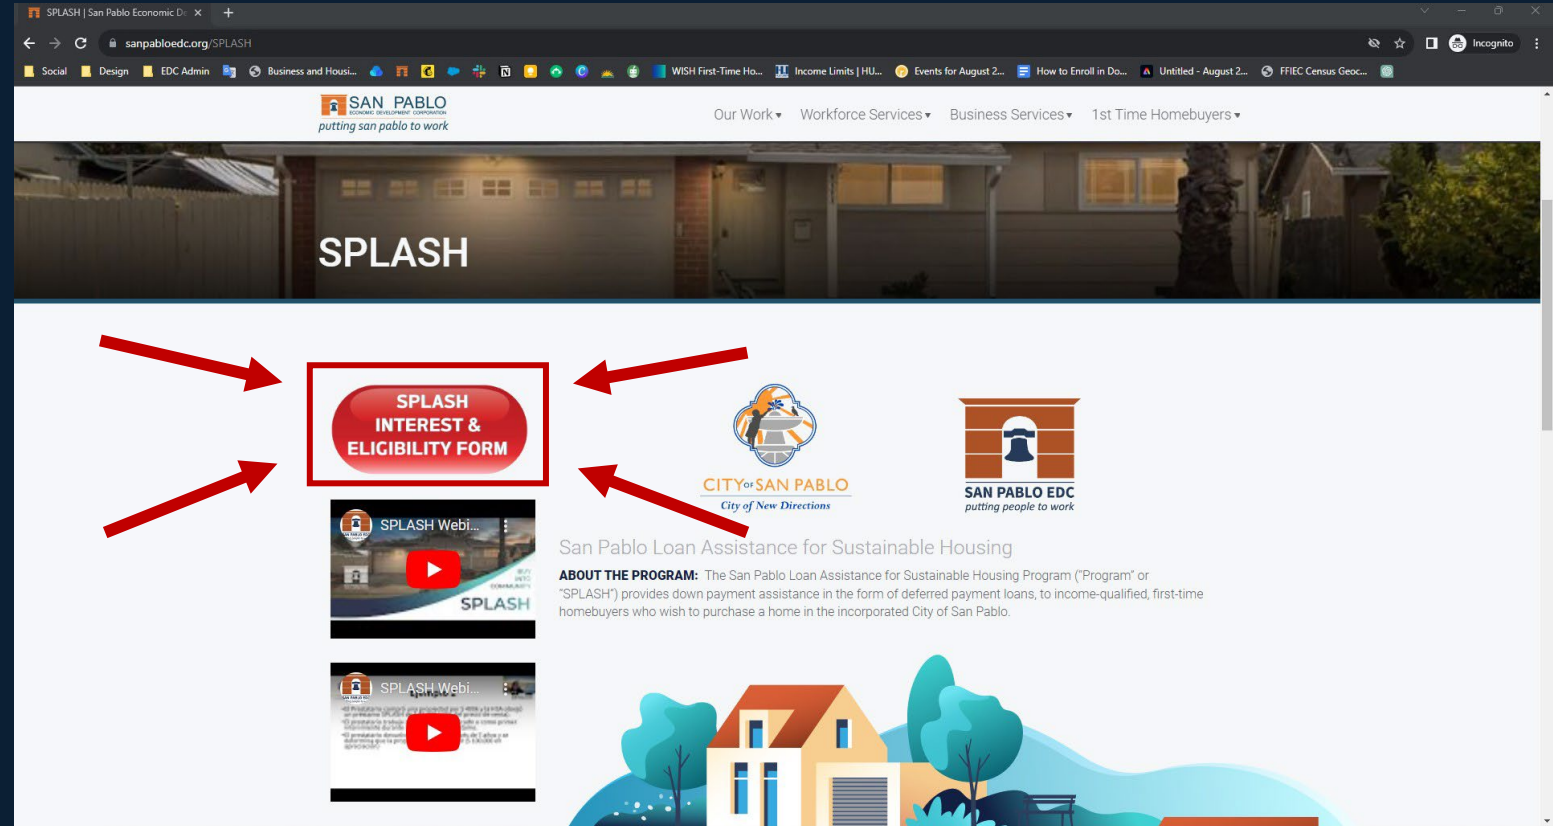 SPLASH | San Pablo Economic De
sanpabloedc.org/SPLASH
Incognito
Social
Design
EDC Admin
Business and Housi...
WISH First-Time Ho...
Income Limits | HU...
Events for August 2...
How to Enroll in Do...
Untitled - August 2...
FFIEC Census Geoc...
SAN PABLO
ECONOMIC DEVELOPMENT CORPORATION
putting san pablo to work
Our Work
Workforce Services
Business Services
1st Time Homebuyers
SPLASH
SPLASH
INTEREST &
ELIGIBILITY FORM
CITY OF SAN PABLO
City of New Directions
SAN PABLO EDC
putting people to work
SPLASH Webi...
BUY
INTO
COMMUNITY
SPLASH
San Pablo Loan Assistance for Sustainable Housing
ABOUT THE PROGRAM: The San Pablo Loan Assistance for Sustainable Housing Program ("Program" or
"SPLASH") provides down payment assistance in the form of deferred payment loans, to income-qualified, first-time
homebuyers who wish to purchase a home in the incorporated City of San Pablo.
SPLASH Webi...